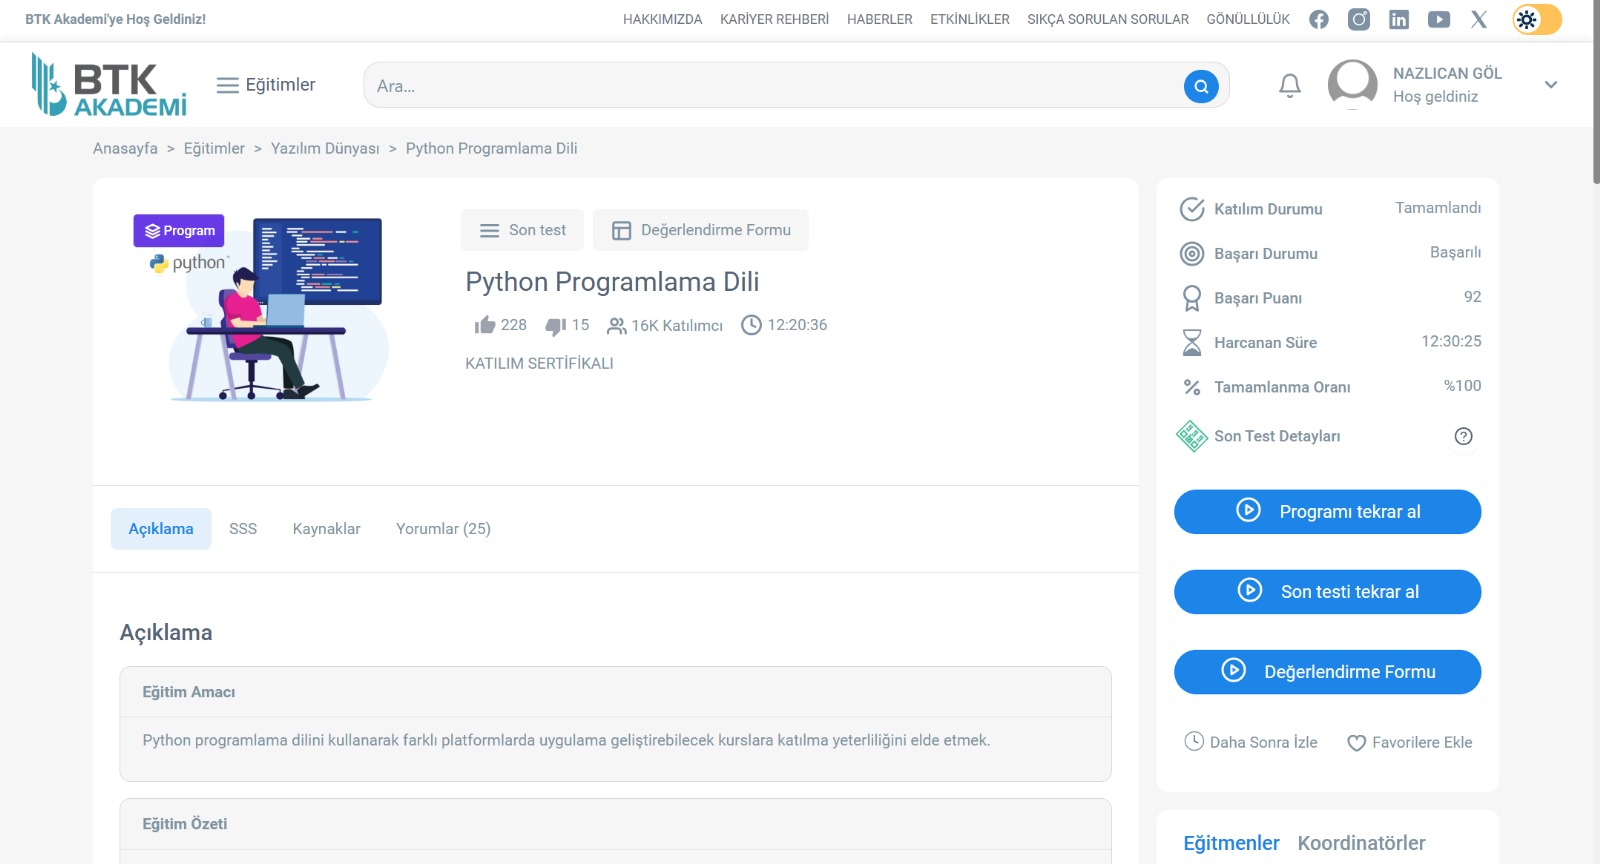 BTK Akademi'ye Hoş Geldiniz!
HAKKIMIZDA KARİYER REHBERİ HABERLER ETKİNLİKLER SIKÇA SORULAN SORULAR GÖNÜLLÜLÜK
BTK
AKADEMİ
Eğitimler
Ara...
NAZLICAN GÖL
Hoş geldiniz
Anasayfa > Eğitimler > Yazılım Dünyası > Python Programlama Dili
Program
python
Son test
Değerlendirme Formu
Python Programlama Dili
228 15 16K Katılımcı 12:20:36
KATILIM SERTİFİKALI
Açıklama SSS Kaynaklar Yorumlar (25)
Açıklama
Eğitim Amacı
Python programlama dilini kullanarak farklı platformlarda uygulama geliştirebilecek kurslara katılma yeterliliğini elde etmek.
Eğitim Özeti
Katılım Durumu Tamamlandı
Başarı Durumu Başarılı
Başarı Puanı 92
Harcanan Süre 12:30:25
Tamamlanma Oranı %100
Son Test Detayları
Programı tekrar al
Son testi tekrar al
Değerlendirme Formu
Daha Sonra İzle Favorilere Ekle
Eğitmenler Koordinatörler